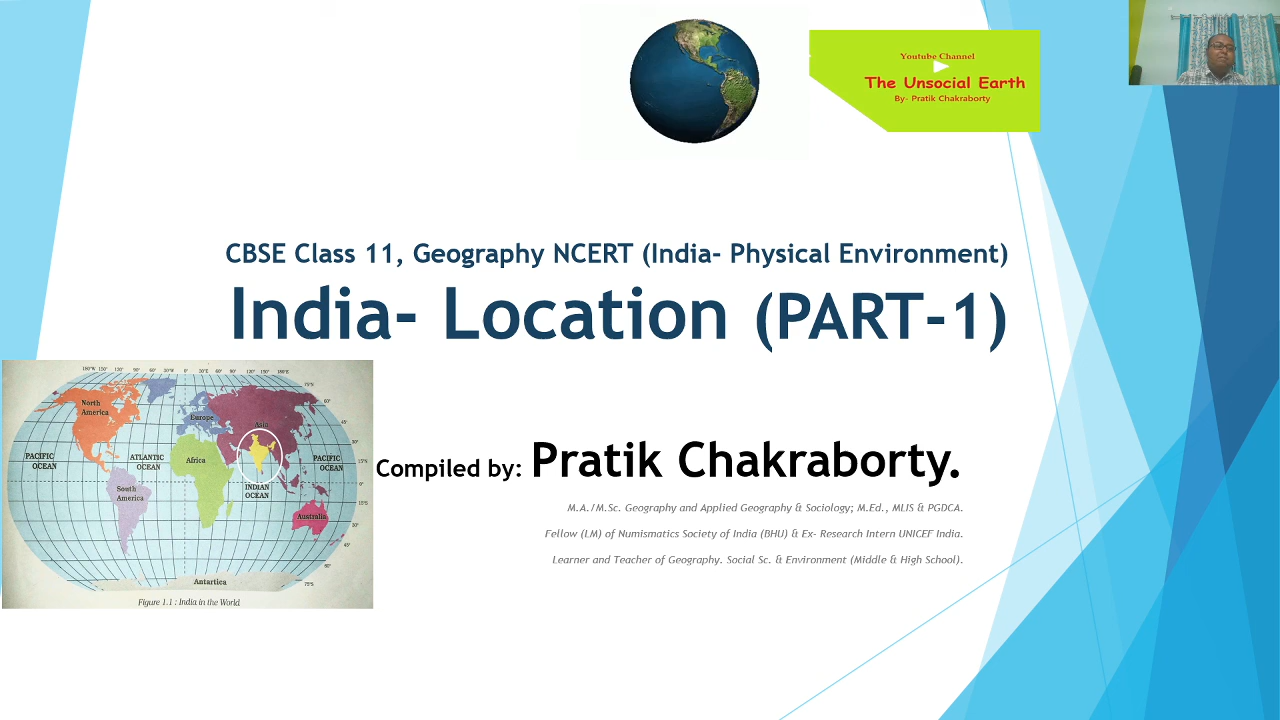 Youtube Channel
The Unsocial Earth
By- Pratik Chakraborty
CBSE Class 11, Geography NCERT (India- Physical Environment)
India- Location (PART-1)
North
America
Europe
Asia
PACIFIC
OCEAN
ATLANTIC
OCEAN
Africa
PACIFIC
OCEAN
INDIAN
OCEAN
South
America
Australia
Antartica
Figure 1.1 : India in the World
Compiled by: Pratik Chakraborty.
M.A./M.Sc. Geography and Applied Geography & Sociology; M.Ed., MLIS & PGDCA.
Fellow (LM) of Numismatics Society of India (BHU) & Ex- Research Intern UNICEF India.
Learner and Teacher of Geography. Social Sc. & Environment (Middle & High School).